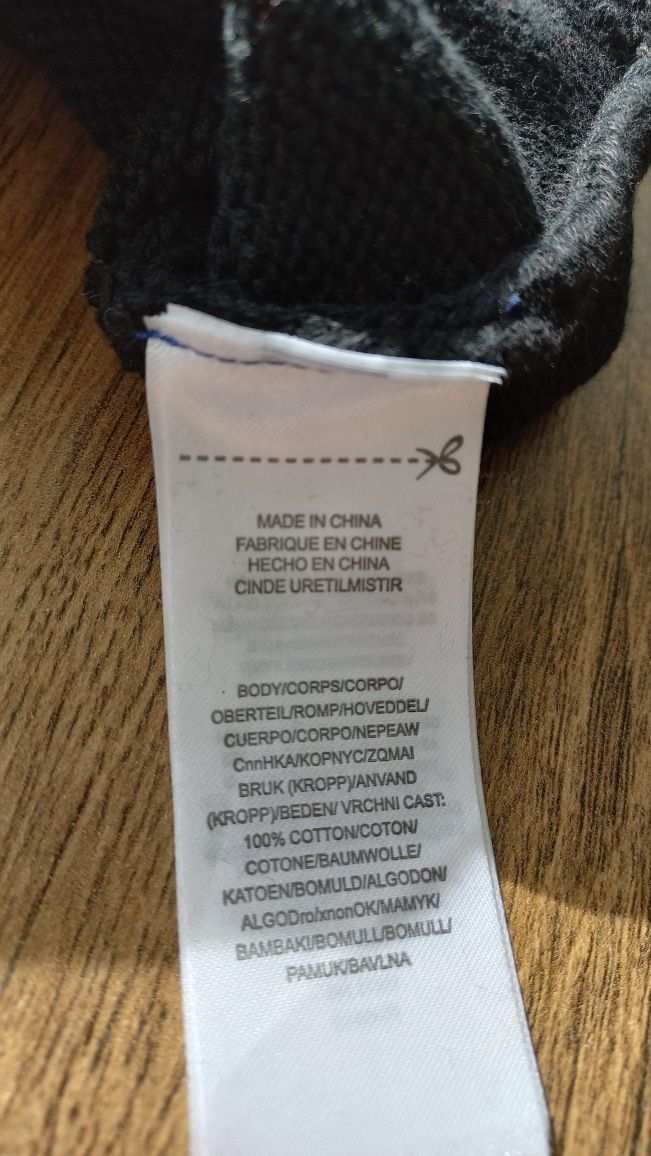 MADE IN CHINA
FABRIQUE EN CHINE
HECHO EN CHINA
CINDE URETILMISTIR
BODY/CORPS/CORPO/
OBERTEIL/ROMP/HOVEDDEL/
CUERPO/CORPO/NEPEAW
CnnHKA/KOPNYC/ZQMAI
BRUK (KROPP)/ANVAND
(KROPP)/BEDEN/ VRCHNI CAST:
100% COTTON/COTON/
COTONE/BAUMWOLLE/
KATOEN/BOMULD/ALGODON/
ALGODro/xnonOK/MAMYK/
BAMBAKI/BOMULL/BOMULL/
PAMUK/BAVLNA